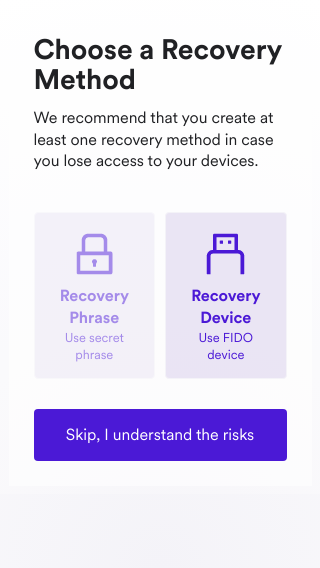 Choose a Recovery
Method
We recommend that you create at
least one recovery method in case
you lose access to your devices.
Recovery
Phrase
Use secret
phrase
Recovery
Device
Use FIDO
device
Skip, I understand the risks